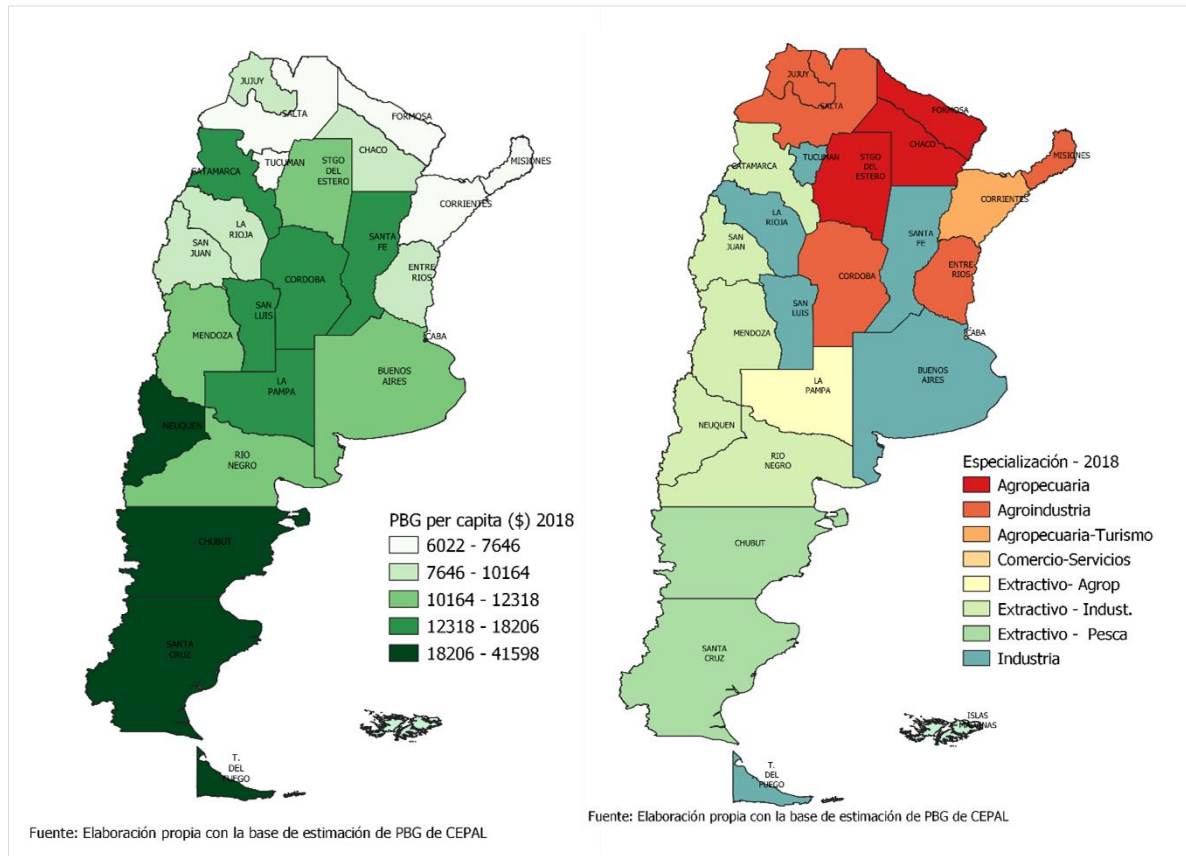 JUJUY
SALTA
FORMOSA
CHACO
TUCUMAN
STGO
DEL
ESTERO
MISIONES
CATAMARCA
CORRIENTES
LA
RIOJA
SANTA
FE
SAN
JUAN
CORDOBA
ENTRE
RIOS
SAN
LUIS
MENDOZA
CABA
BUENOS
AIRES
LA
PAMPA
NEUQUEN
RIO
NEGRO
CHUBUT
SANTA
CRUZ
T.
DEL
FUEGO
PBG per capita ($) 2018
6022 - 7646
7646 - 10164
10164 - 12318
12318 - 18206
18206 - 41598
Fuente: Elaboración propia con la base de estimación de PBG de CEPAL
JUJUY
SALTA
FORMOSA
CHACO
TUCUMAN
STGO
DEL
ESTERO
MISIONES
CATAMARCA
CORRIENTES
LA
RIOJA
SANTA
FE
SAN
JUAN
CORDOBA
ENTRE
RIOS
SAN
LUIS
MENDOZA
CABA
BUENOS
AIRES
LA
PAMPA
NEUQUEN
RIO
NEGRO
CHUBUT
SANTA
CRUZ
ISLAS
MALVINAS
T.
DEL
FUEGO
Especialización - 2018
Agropecuaria
Agroindustria
Agropecuaria-Turismo
Comercio-Servicios
Extractivo- Agrop
Extractivo - Indust.
Extractivo - Pesca
Industria
Fuente: Elaboración propia con la base de estimación de PBG de CEPAL